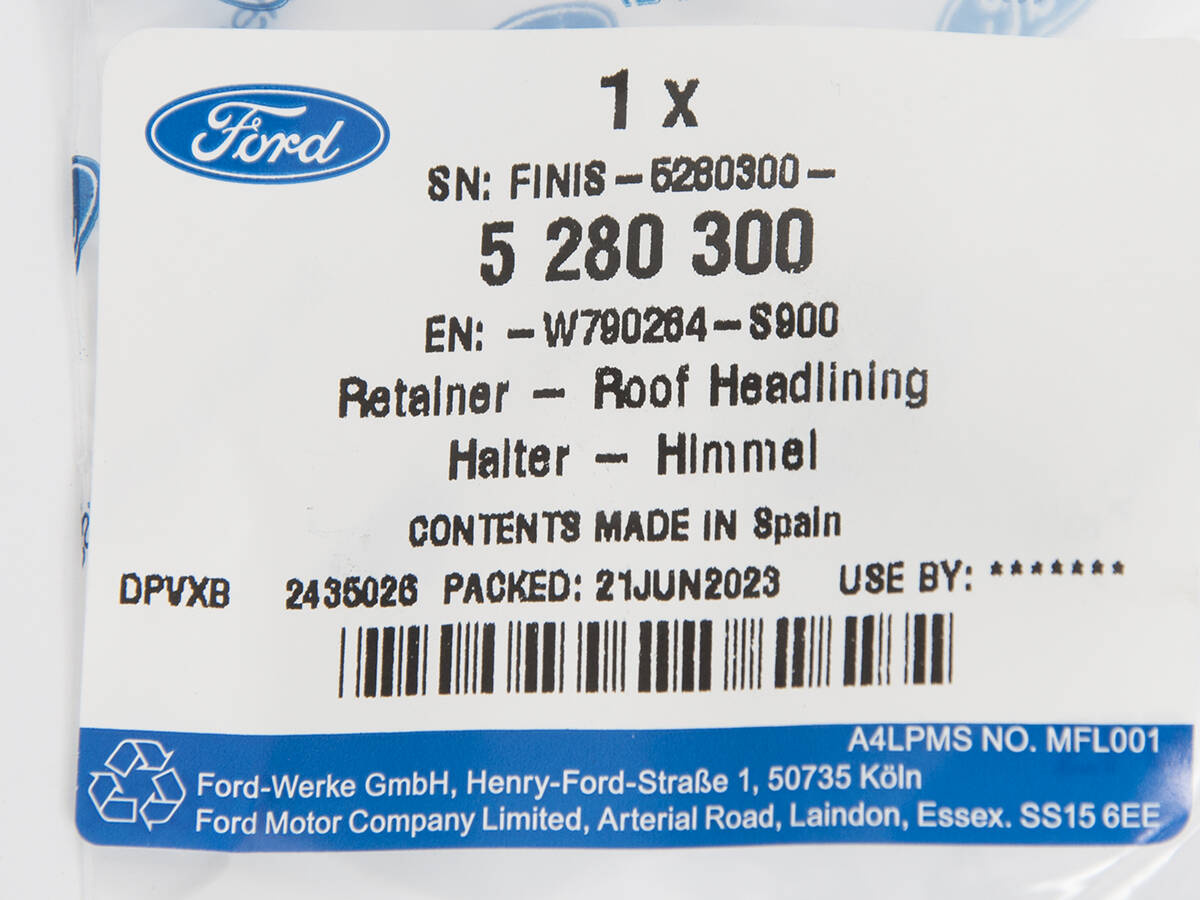 Ford
1 x
SN: FINIS-5280300-
5 280 300
EN: -W790264-S900
Retainer - Roof Headlining
Halter - Himmel
CONTENTS MADE IN Spain
DPVXB 2435026 PACKED: 21JUN2023 USE BY: *******
A4LPMS NO. MFL001
Ford-Werke GmbH, Henry-Ford-Straße 1, 50735 Köln
Ford Motor Company Limited, Arterial Road, Laindon, Essex. SS15 6EE